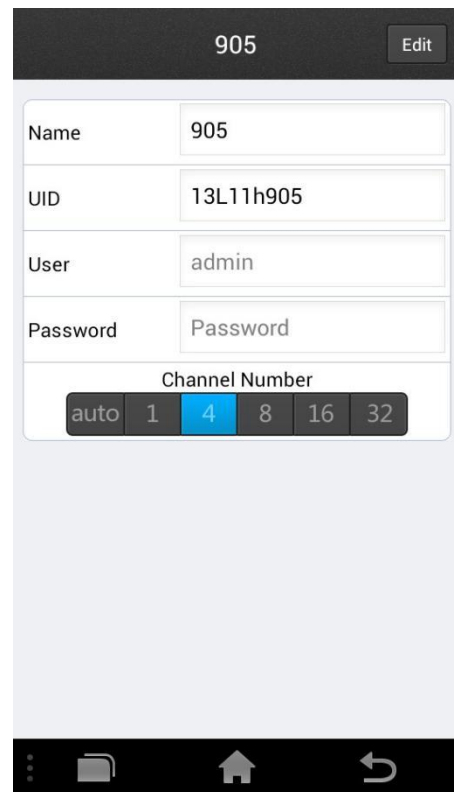 905 Edit
Name 905
UID 13L11h905
User admin
Password Password
Channel Number
auto 1 4 8 16 32